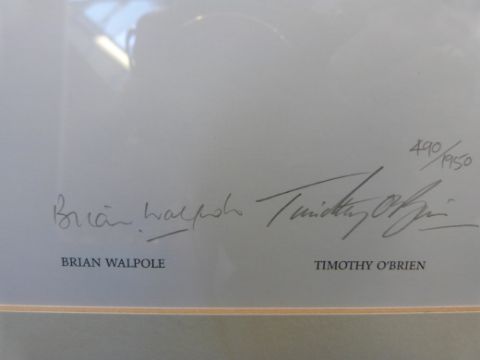 490/1950
Brian Walpole Timothy O'Brien
BRIAN WALPOLE TIMOTHY O'BRIEN